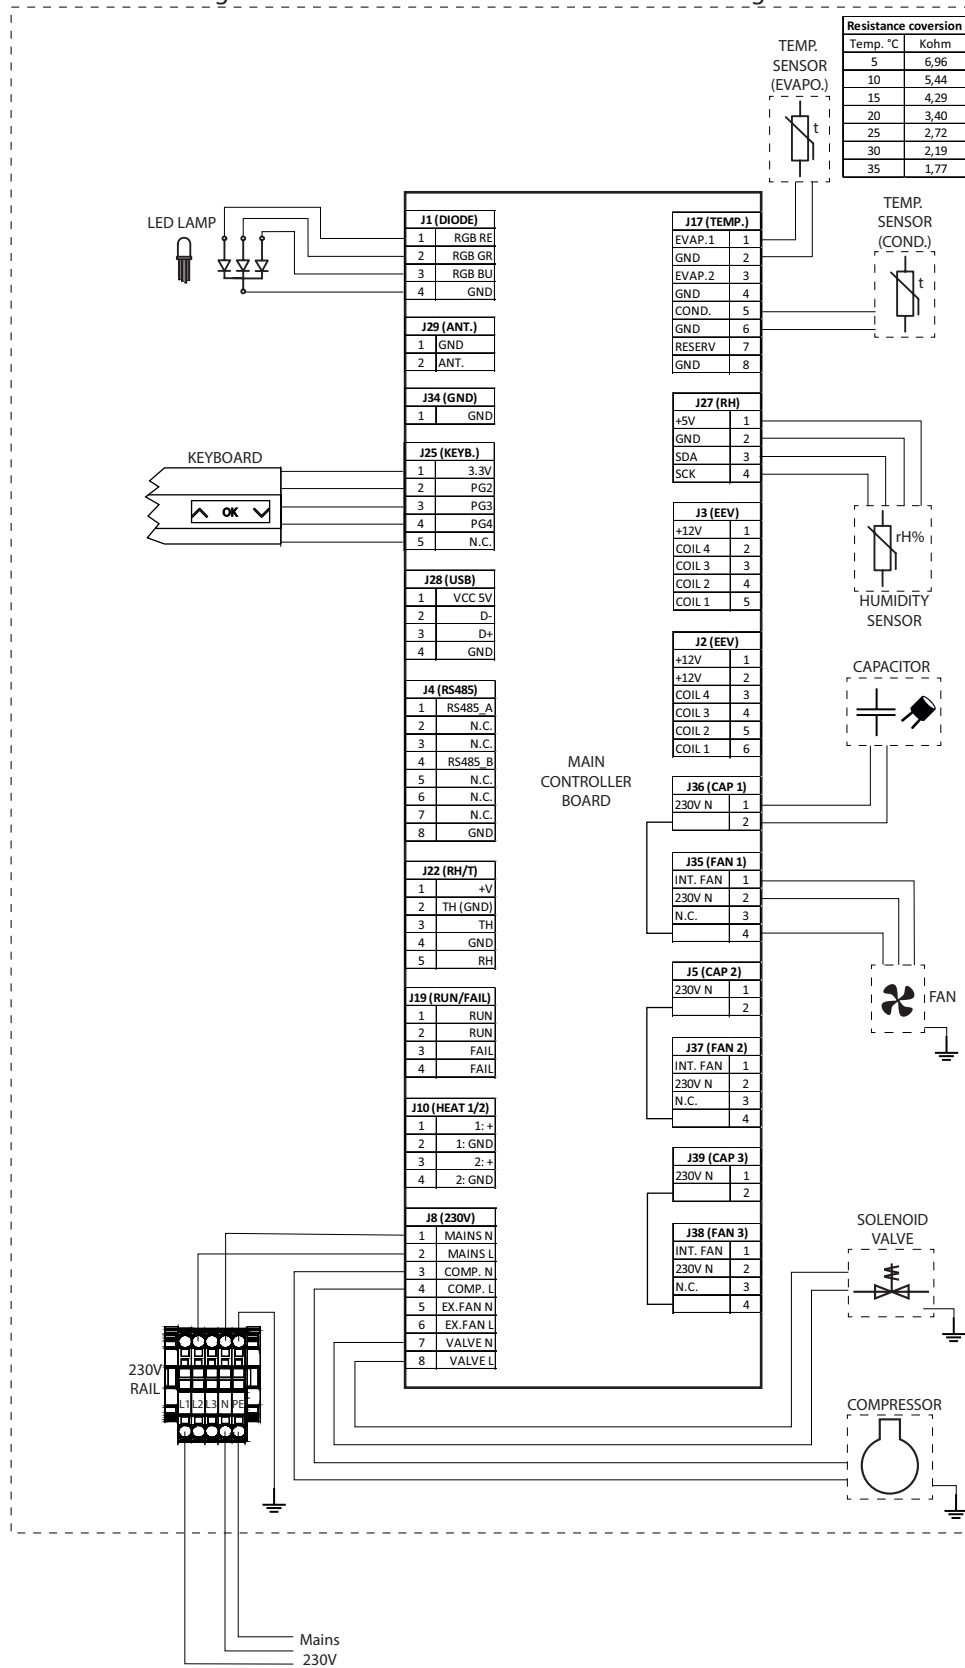 Resistance coversion
Temp. °C Kohm
5 6,96
10 5,44
15 4,29
20 3,40
25 2,72
30 2,19
35 1,77
TEMP.
SENSOR
(EVAPO.)
t
TEMP.
SENSOR
(COND.)
t
LED LAMP
J1 (DIODE)
1 RGB RE
2 RGB GR
3 RGB BU
4 GND
J29 (ANT.)
1 GND
2 ANT.
J34 (GND)
1 GND
KEYBOARD
OK
J25 (KEYB.)
1 3.3V
2 PG2
3 PG3
4 PG4
5 N.C.
J28 (USB)
1 VCC 5V
2 D-
3 D+
4 GND
J4 (RS485)
1 RS485_A
2 N.C.
3 N.C.
4 RS485_B
5 N.C.
6 N.C.
7 N.C.
8 GND
J22 (RH/T)
1 +V
2 TH (GND)
3 TH
4 GND
5 RH
J19 (RUN/FAIL)
1 RUN
2 RUN
3 FAIL
4 FAIL
J10 (HEAT 1/2)
1 1: +
2 1: GND
3 2: +
4 2: GND
J8 (230V)
1 MAINS N
2 MAINS L
3 COMP. N
4 COMP. L
5 EX.FAN N
6 EX.FAN L
7 VALVE N
8 VALVE L
MAIN
CONTROLLER
BOARD
J17 (TEMP.)
EVAP.1 1
GND 2
EVAP.2 3
GND 4
COND. 5
GND 6
RESERV 7
GND 8
J27 (RH)
+5V 1
GND 2
SDA 3
SCK 4
rH%
HUMIDITY
SENSOR
J3 (EEV)
+12V 1
COIL 4 2
COIL 3 3
COIL 2 4
COIL 1 5
J2 (EEV)
+12V 1
+12V 2
COIL 4 3
COIL 3 4
COIL 2 5
COIL 1 6
CAPACITOR
J36 (CAP 1)
230V N 1
2
J35 (FAN 1)
INT. FAN 1
230V N 2
N.C. 3
4
FAN
J5 (CAP 2)
230V N 1
2
J37 (FAN 2)
INT. FAN 1
230V N 2
N.C. 3
4
J39 (CAP 3)
230V N 1
2
J38 (FAN 3)
INT. FAN 1
230V N 2
N.C. 3
4
SOLENOID
VALVE
COMPRESSOR
230V
RAIL
L1 L2 L3 N PE
Mains
230V